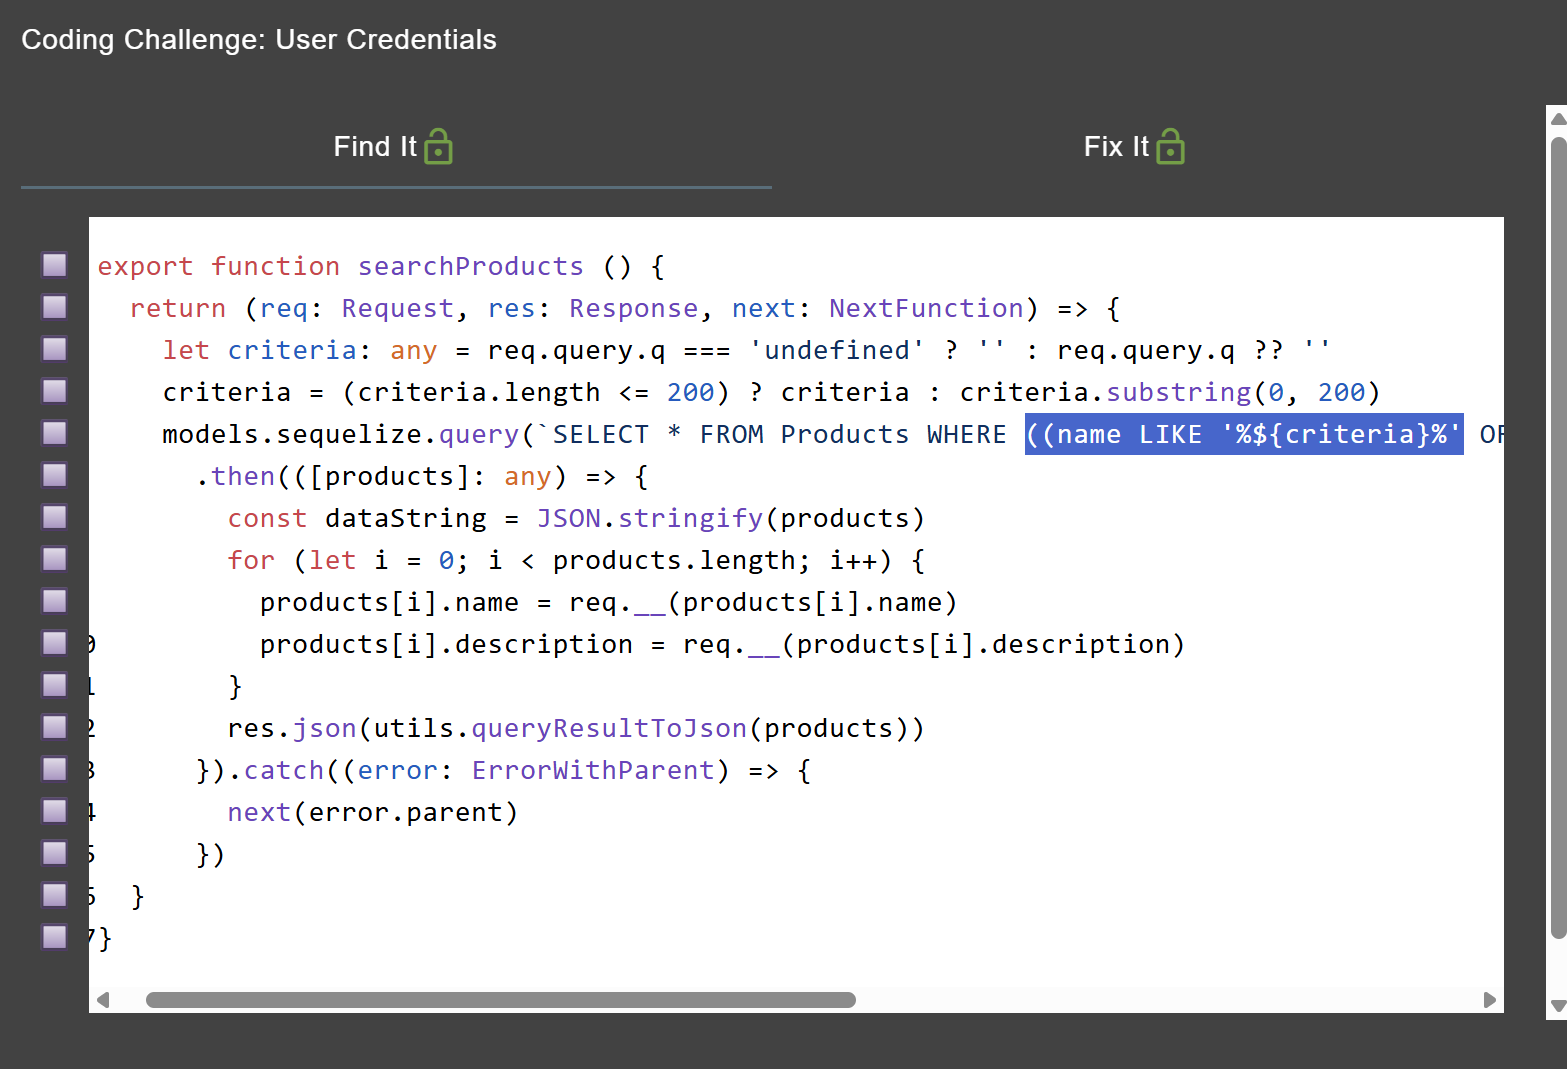 Coding Challenge: User Credentials
Find It
Fix It
export function searchProducts () {
return (req: Request, res: Response, next: NextFunction) => {
let criteria: any = req.query.q === 'undefined' ? '' : req.query.q ?? ''
criteria = (criteria.length <= 200) ? criteria : criteria.substring(0, 200)
models.sequelize.query(`SELECT * FROM Products WHERE ((name LIKE '%${criteria}%'
.then(([products]: any) => {
const dataString = JSON.stringify(products)
for (let i = 0; i < products.length; i++) {
products[i].name = req.__(products[i].name)
0 products[i].description = req.__(products[i].description)
1 }
2 res.json(utils.queryResultToJson(products))
3 }).catch((error: ErrorWithParent) => {
4 next(error.parent)
5 })
6 }
7}